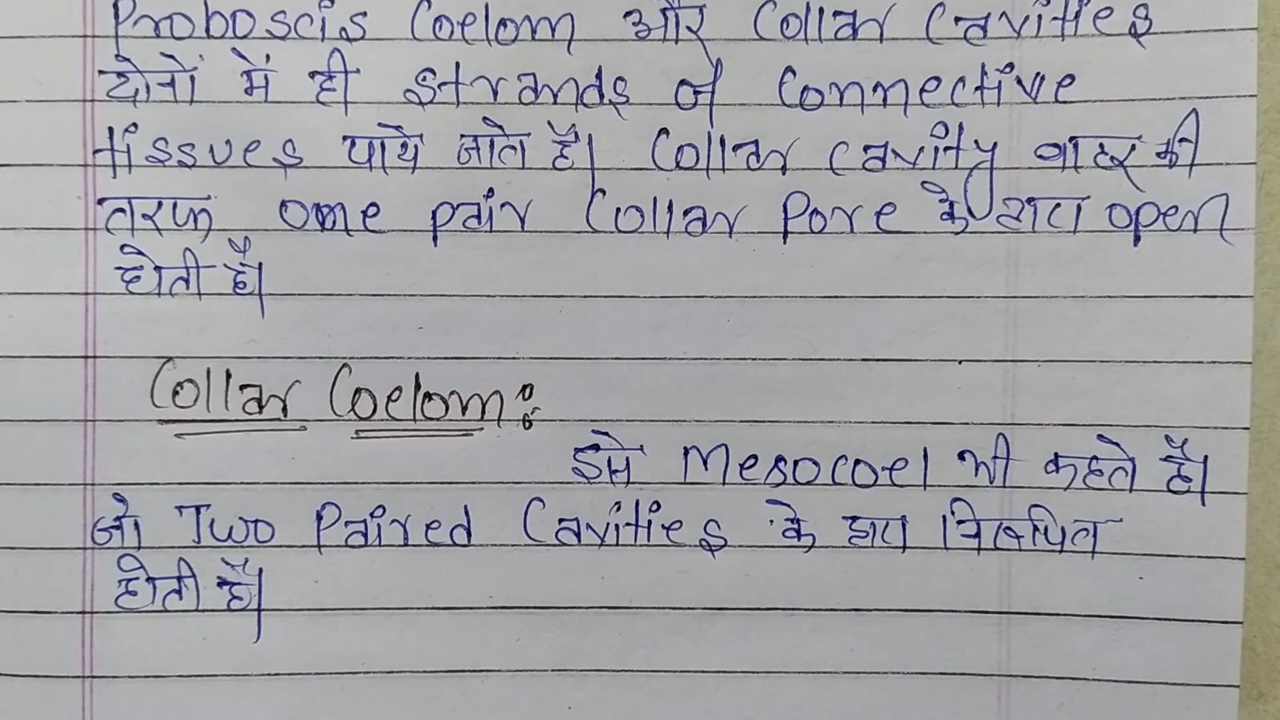 Proboscis Coelom और Collar Cavities
दोनों में ही strands of Connective
tissues पाये जाते है। Collar cavity बाहर की
तरफ one pair Collar Pore के द्वारा open
होती है।
Collar Coelom:
इसे Mesocoel भी कहते है।
जो Two Paired Cavities के द्वारा निरूपित
होती है।